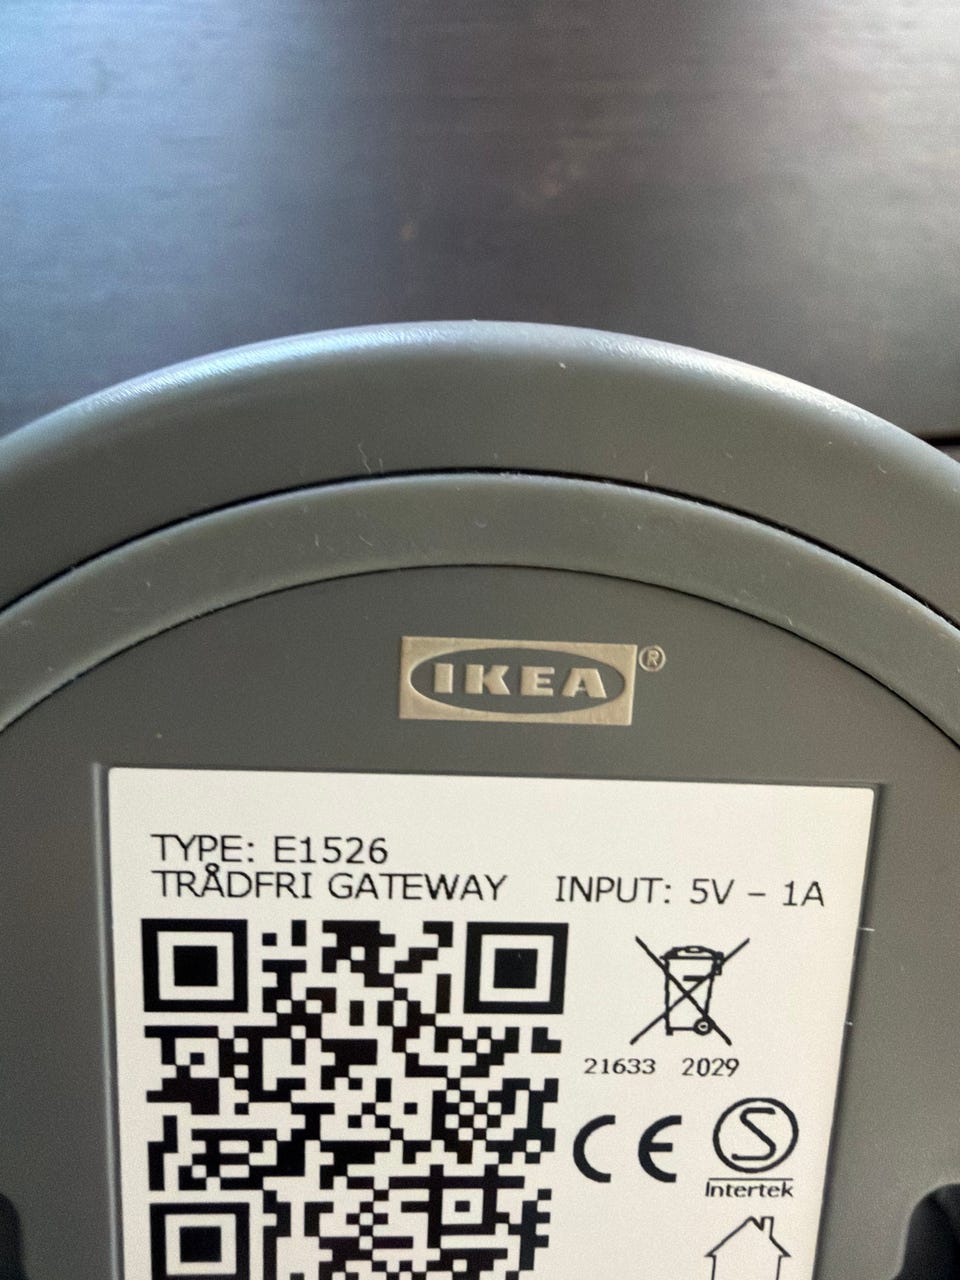 IKEA®
TYPE: E1526
TRÅDFRI GATEWAY INPUT: 5V – 1A
21633 2029
CE
S
Intertek